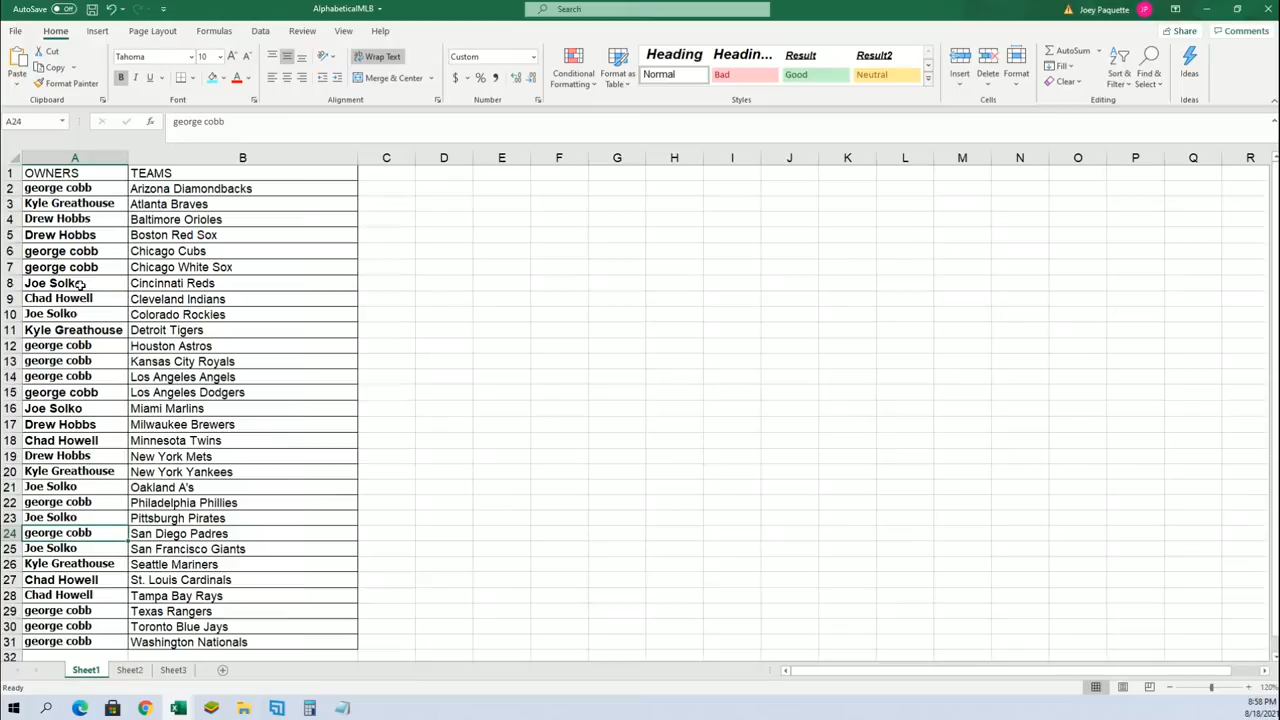 AutoSave Off AlphabeticalMLB Search Joey Paquette JP
File Home Insert Page Layout Formulas Data Review View Help Share Comments
Paste Cut Copy Format Painter Clipboard
Tahoma 10 B I U A Font
Wrap Text Merge & Center Alignment
Custom $ % Number
Conditional Formatting Format as Table
Heading Headin... Result Result2
Normal Bad Good Neutral
Styles
Insert Delete Format Cells
AutoSum Fill Clear Sort & Filter Find & Select Editing
Ideas Ideas
A24 fx george cobb
A B C D E F G H I J K L M N O P Q R
1 OWNERS TEAMS
2 george cobb Arizona Diamondbacks
3 Kyle Greathouse Atlanta Braves
4 Drew Hobbs Baltimore Orioles
5 Drew Hobbs Boston Red Sox
6 george cobb Chicago Cubs
7 george cobb Chicago White Sox
8 Joe Solko Cincinnati Reds
9 Chad Howell Cleveland Indians
10 Joe Solko Colorado Rockies
11 Kyle Greathouse Detroit Tigers
12 george cobb Houston Astros
13 george cobb Kansas City Royals
14 george cobb Los Angeles Angels
15 george cobb Los Angeles Dodgers
16 Joe Solko Miami Marlins
17 Drew Hobbs Milwaukee Brewers
18 Chad Howell Minnesota Twins
19 Drew Hobbs New York Mets
20 Kyle Greathouse New York Yankees
21 Joe Solko Oakland A's
22 george cobb Philadelphia Phillies
23 Joe Solko Pittsburgh Pirates
24 george cobb San Diego Padres
25 Joe Solko San Francisco Giants
26 Kyle Greathouse Seattle Mariners
27 Chad Howell St. Louis Cardinals
28 Chad Howell Tampa Bay Rays
29 george cobb Texas Rangers
30 george cobb Toronto Blue Jays
31 george cobb Washington Nationals
32
Sheet1 Sheet2 Sheet3
Ready 120%
8:58 PM
8/18/202